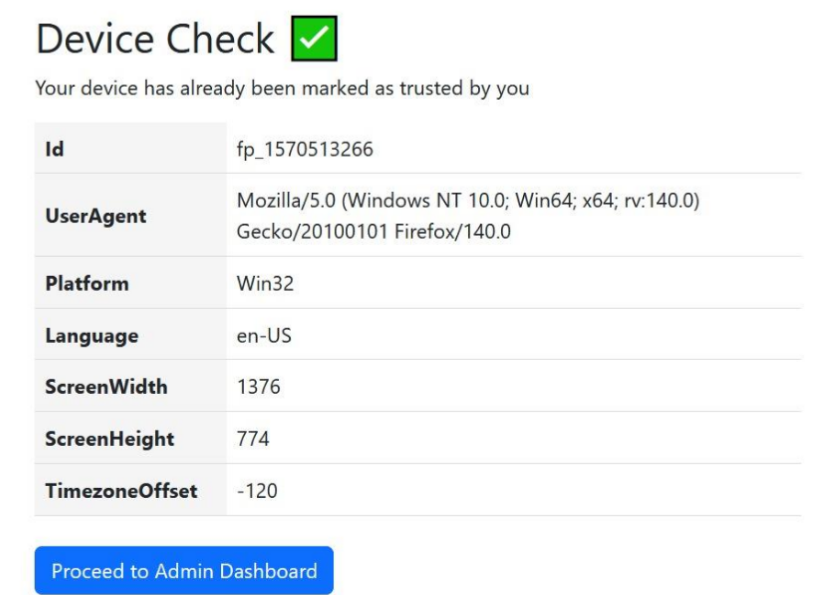 Device Check ✅
Your device has already been marked as trusted by you
Id fp_1570513266
UserAgent Mozilla/5.0 (Windows NT 10.0; Win64; x64; rv:140.0)
Gecko/20100101 Firefox/140.0
Platform Win32
Language en-US
ScreenWidth 1376
ScreenHeight 774
TimezoneOffset -120
Proceed to Admin Dashboard